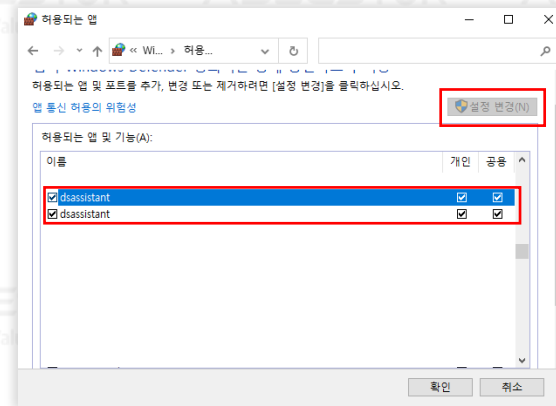 허용되는 앱
« Wi... › 허용...
허용되는 앱 및 포트를 추가, 변경 또는 제거하려면 [설정 변경]을 클릭하십시오.
앱 통신 허용의 위험성
설정 변경(N)
허용되는 앱 및 기능(A):
이름 개인 공용
dsassistant
dsassistant
확인 취소